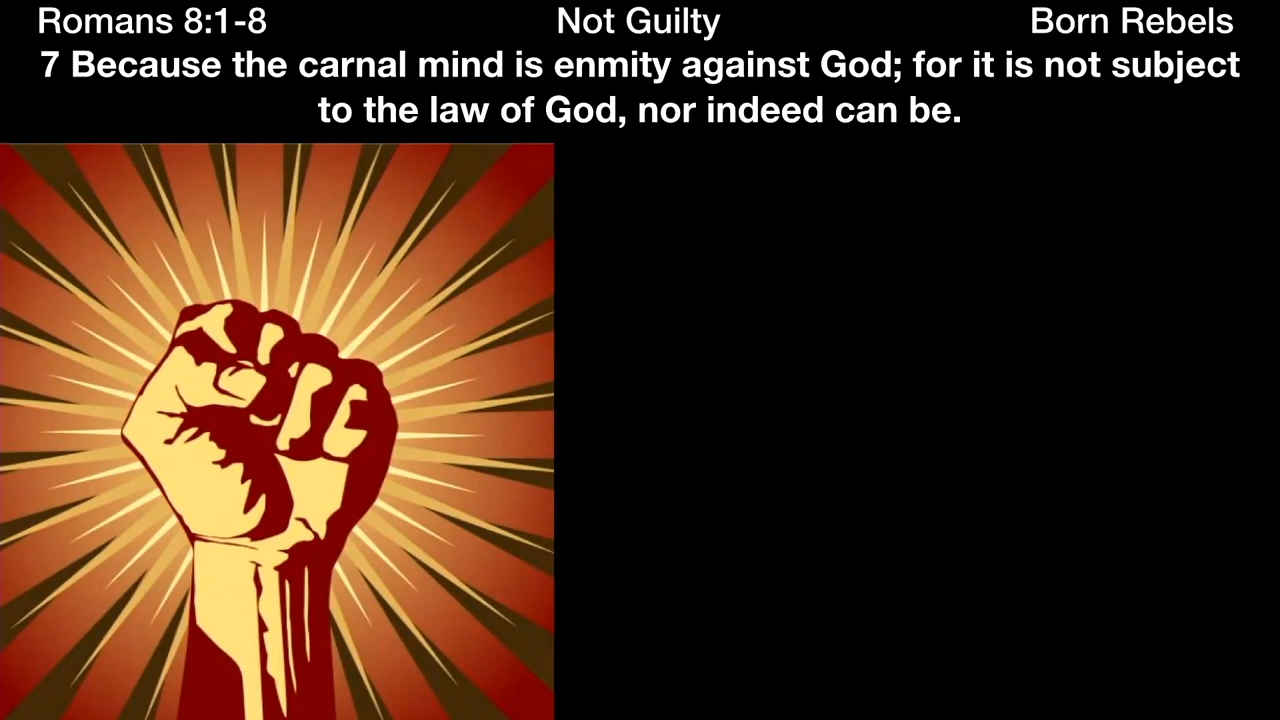 Romans 8:1-8 Not Guilty Born Rebels
7 Because the carnal mind is enmity against God; for it is not subject
to the law of God, nor indeed can be.